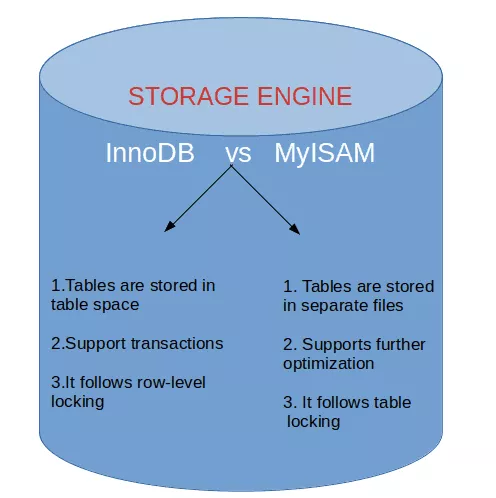 STORAGE ENGINE
InnoDB vs MyISAM
1.Tables are stored in
table space
2.Support transactions
3.It follows row-level
locking
1. Tables are stored
in separate files
2. Supports further
optimization
3. It follows table
locking